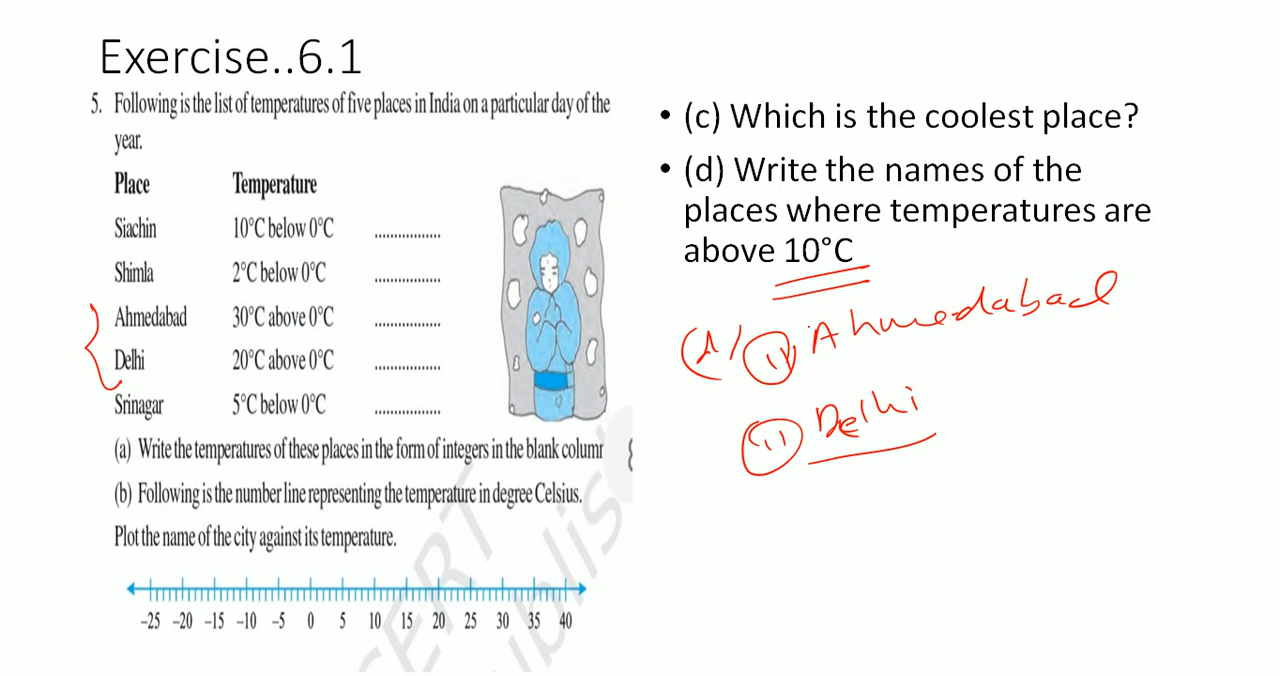 Exercise..6.1
5. Following is the list of temperatures of five places in India on a particular day of the
year.
Place Temperature
Siachin 10°C below 0°C .................
Shimla 2°C below 0°C .................
Ahmedabad 30°C above 0°C .................
Delhi 20°C above 0°C .................
Srinagar 5°C below 0°C .................
(a) Write the temperatures of these places in the form of integers in the blank
(b) Following is the number line representing the temperature in degree Celsius.
Plot the name of the city against its temperature.
–25 –20 –15 –10 –5 0 5 10 15 20 25 30 35 40
• (c) Which is the coolest place?
• (d) Write the names of the
places where temperatures are
above 10°C
Ahmedabad
Delhi